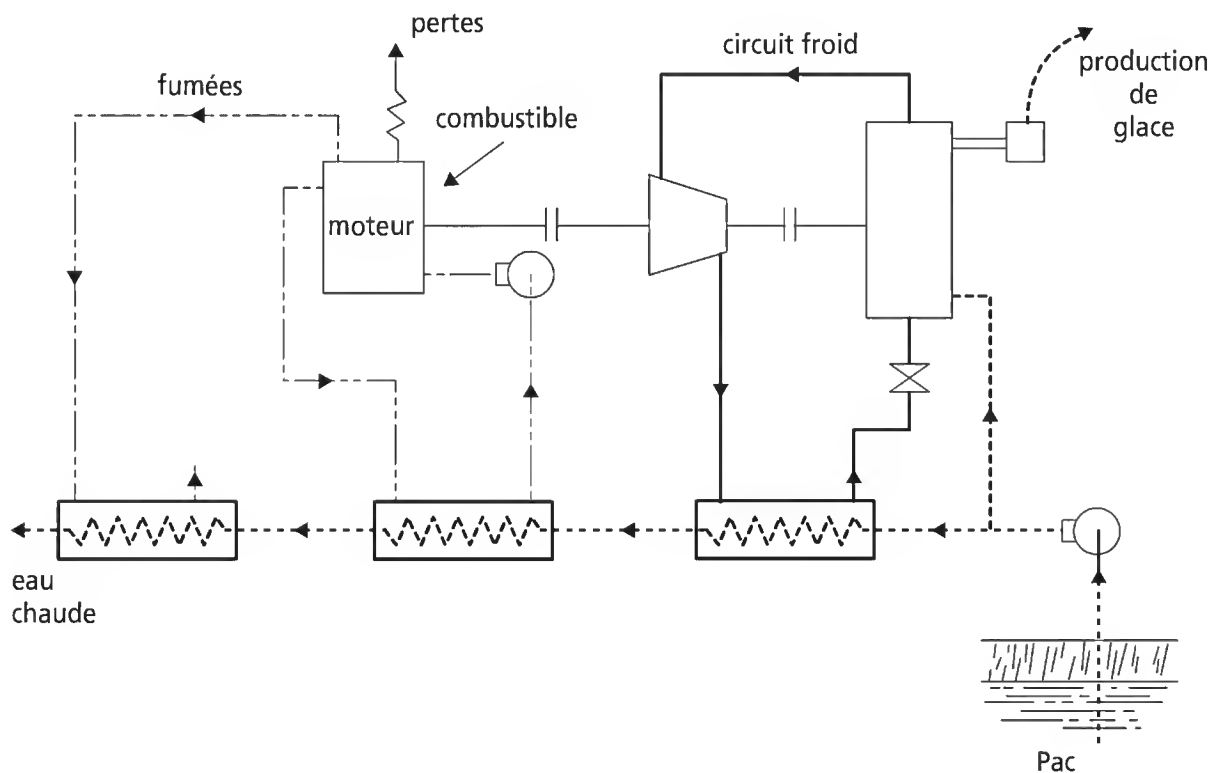 pertes
circuit froid
production
de
glace
fumées
combustible
moteur
eau
chaude
Pac